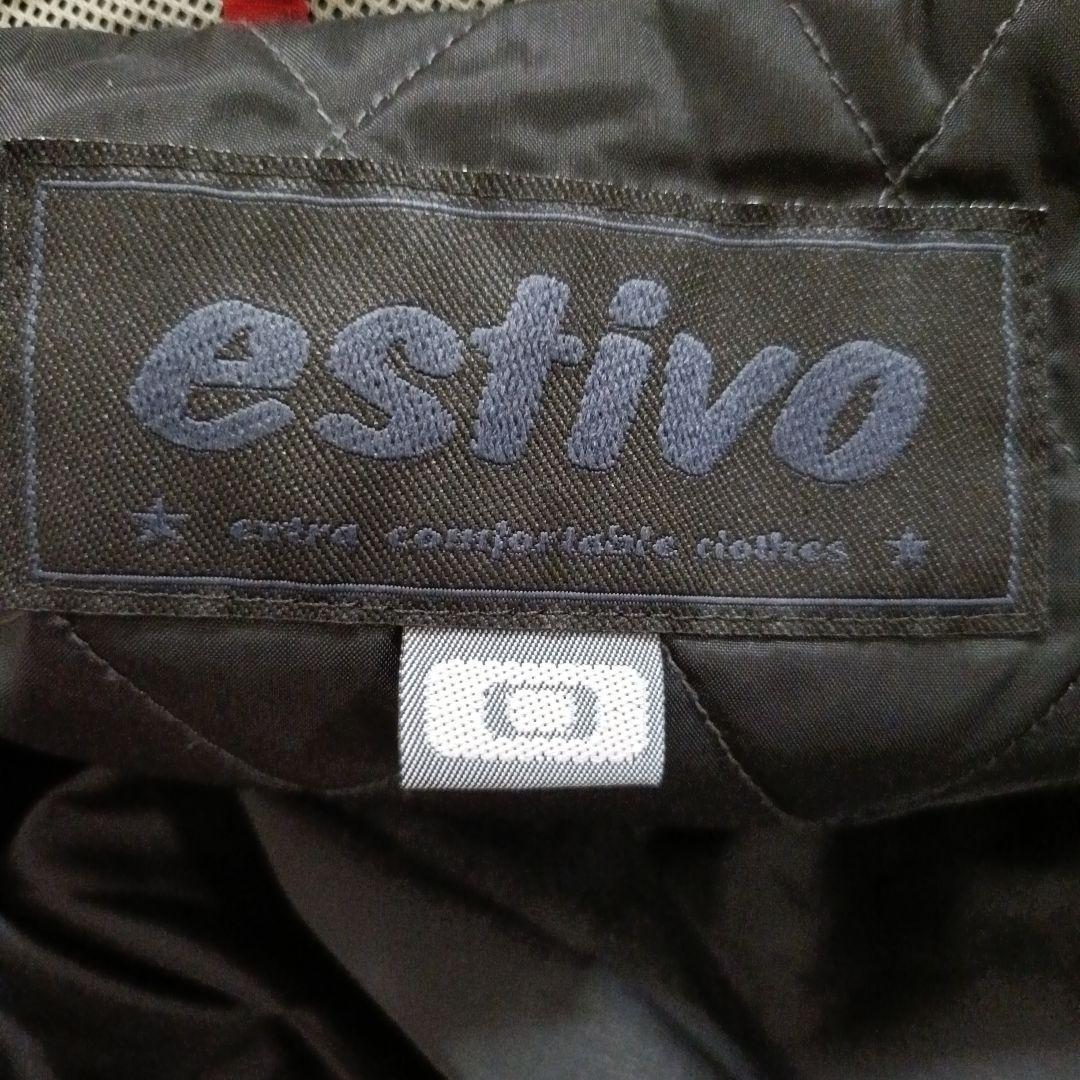 estivo
★ extra comfortable clothes ★
O